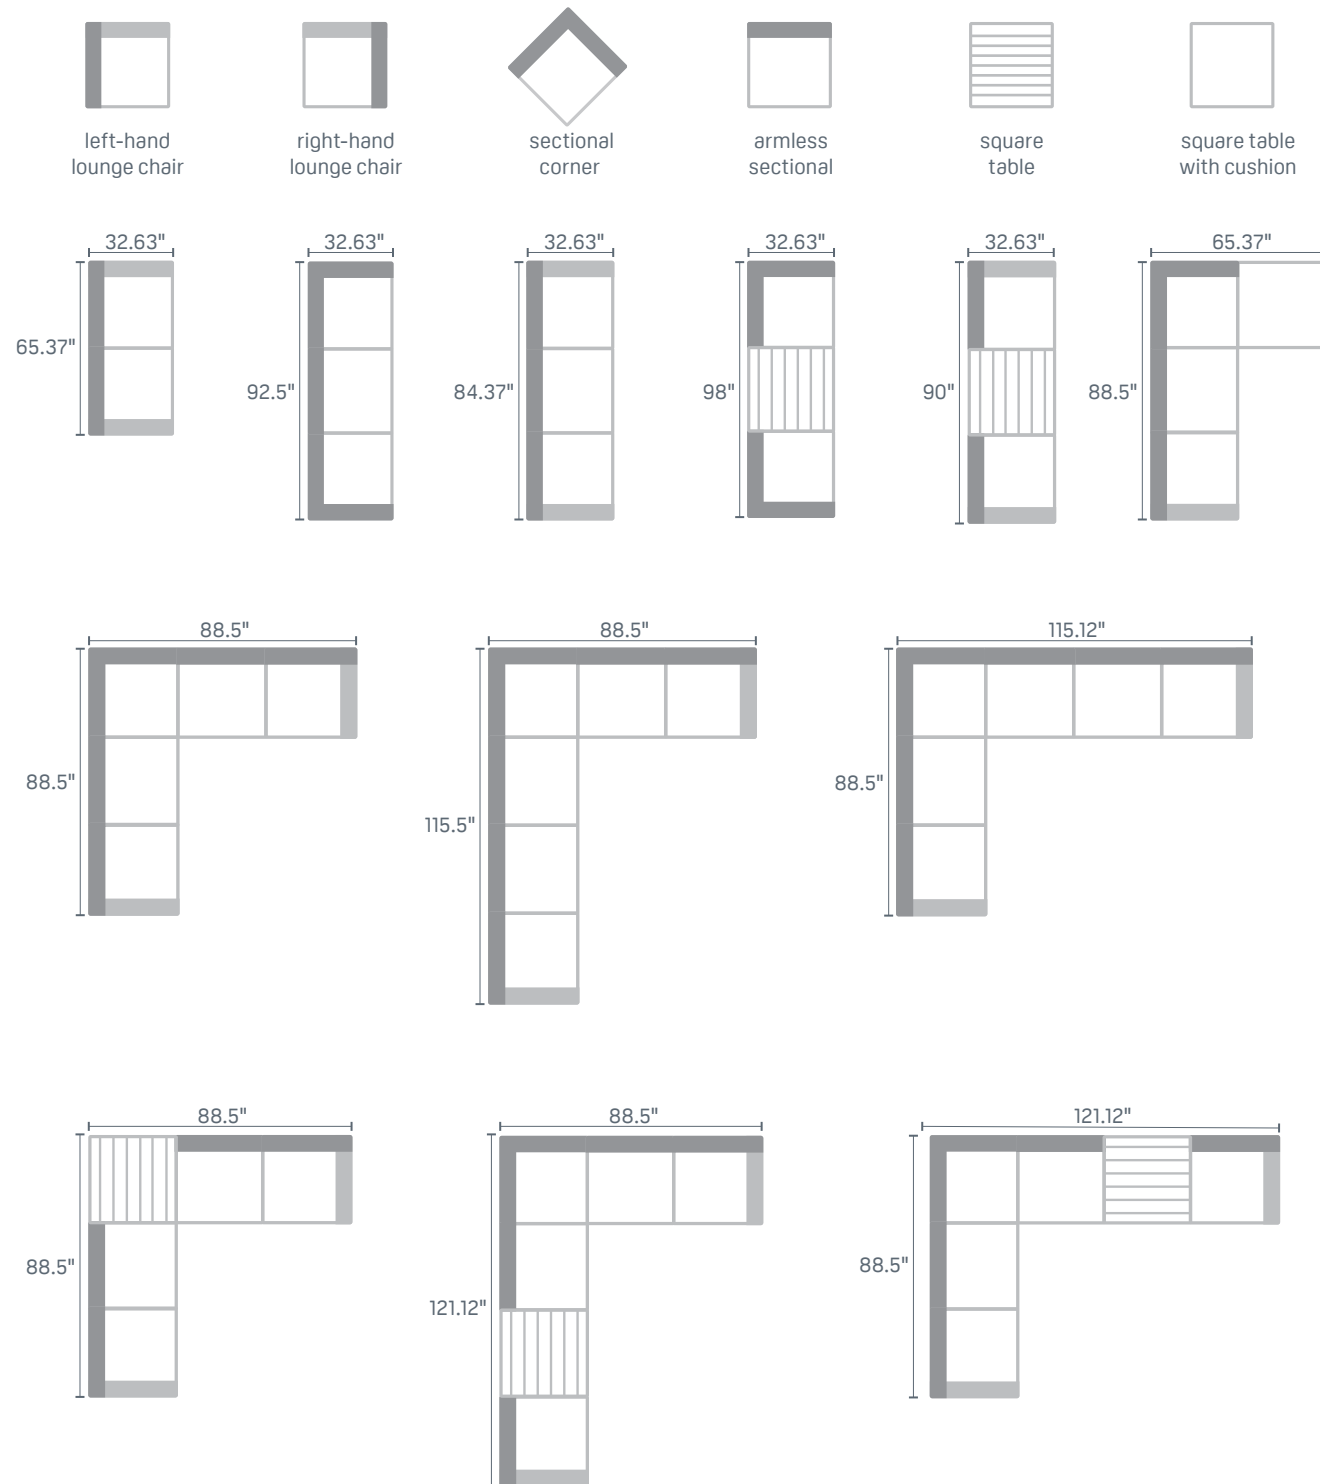 left-hand
lounge chair
right-hand
lounge chair
sectional
corner
armless
sectional
square
table
square table
with cushion
32.63"
32.63"
32.63"
32.63"
32.63"
65.37"
65.37"
92.5"
84.37"
98"
90"
88.5"
88.5"
88.5"
115.12"
88.5"
115.5"
88.5"
88.5"
88.5"
121.12"
88.5"
121.12"
88.5"